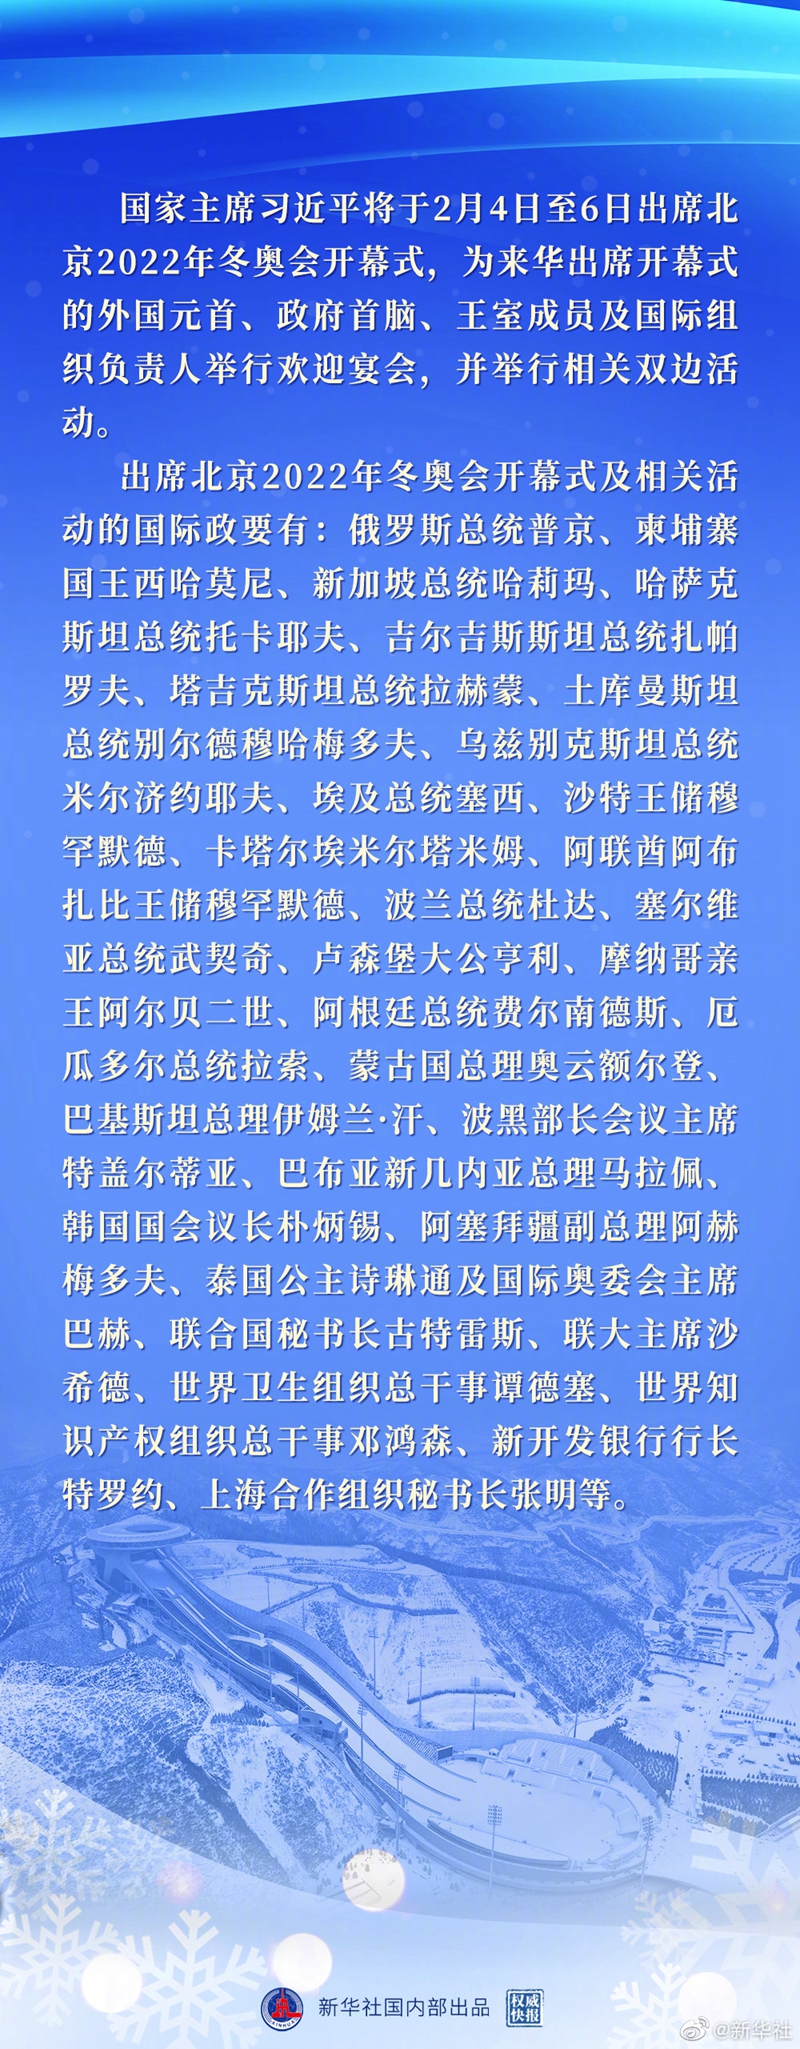 国家主席习近平将于2月4日至6日出席北
京2022年冬奥会开幕式，为来华出席开幕式
的外国元首、政府首脑、王室成员及国际组
织负责人举行欢迎宴会，并举行相关双边活
动。
出席北京2022年冬奥会开幕式及相关活
动的国际政要有：俄罗斯总统普京、柬埔寨
国王西哈莫尼、新加坡总统哈莉玛、哈萨克
斯坦总统托卡耶夫、吉尔吉斯斯坦总统扎帕
罗夫、塔吉克斯坦总统拉赫蒙、土库曼斯坦
总统别尔德穆哈梅多夫、乌兹别克斯坦总统
米尔济约耶夫、埃及总统塞西、沙特王储穆
罕默德、卡塔尔埃米尔塔米姆、阿联酋阿布
扎比王储穆罕默德、波兰总统杜达、塞尔维
亚总统武契奇、卢森堡大公亨利、摩纳哥亲
王阿尔贝二世、阿根廷总统费尔南德斯、厄
瓜多尔总统拉索、蒙古国总理奥云额尔登、
巴基斯坦总理伊姆兰·汗、波黑部长会议主席
特盖尔蒂亚、巴布亚新几内亚总理马拉佩、
韩国国会议长朴炳锡、阿塞拜疆副总理阿赫
梅多夫、泰国公主诗琳通及国际奥委会主席
巴赫、联合国秘书长古特雷斯、联大主席沙
希德、世界卫生组织总干事谭德塞、世界知
识产权组织总干事邓鸿森、新开发银行行长
特罗约、上海合作组织秘书长张明等。
XINHUA
新华社国内部出品
权威
快报
@新华社